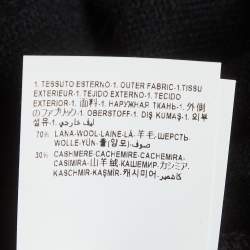 1. TESSUTO ESTERNO-1. OUTER FABRIC-1.TISSU
EXTERIEUR-1. TEJIDO EXTERNO-1. TECIDO
EXTERIOR-1. 面料-1. НАРУЖНАЯ ТКАНЬ-1. 外側
のファブリック-1. OBERSTOFF-1. DIŞ KUMAŞ-1. 외부
섬유-1. ليف خارجي
70% LANA-WOOL-LAINE-LÃ-羊毛-ШЕРСТЬ
WOLLE-YÜN-울(양모)-صوف
30% CASHMERE-CACHEMIRE-CACHEMIRA-
CASIMIRA-山羊绒-КАШЕМИР-カシミヤ-
KASCHMIR-KAŞMİR-캐시미어-كاشمير